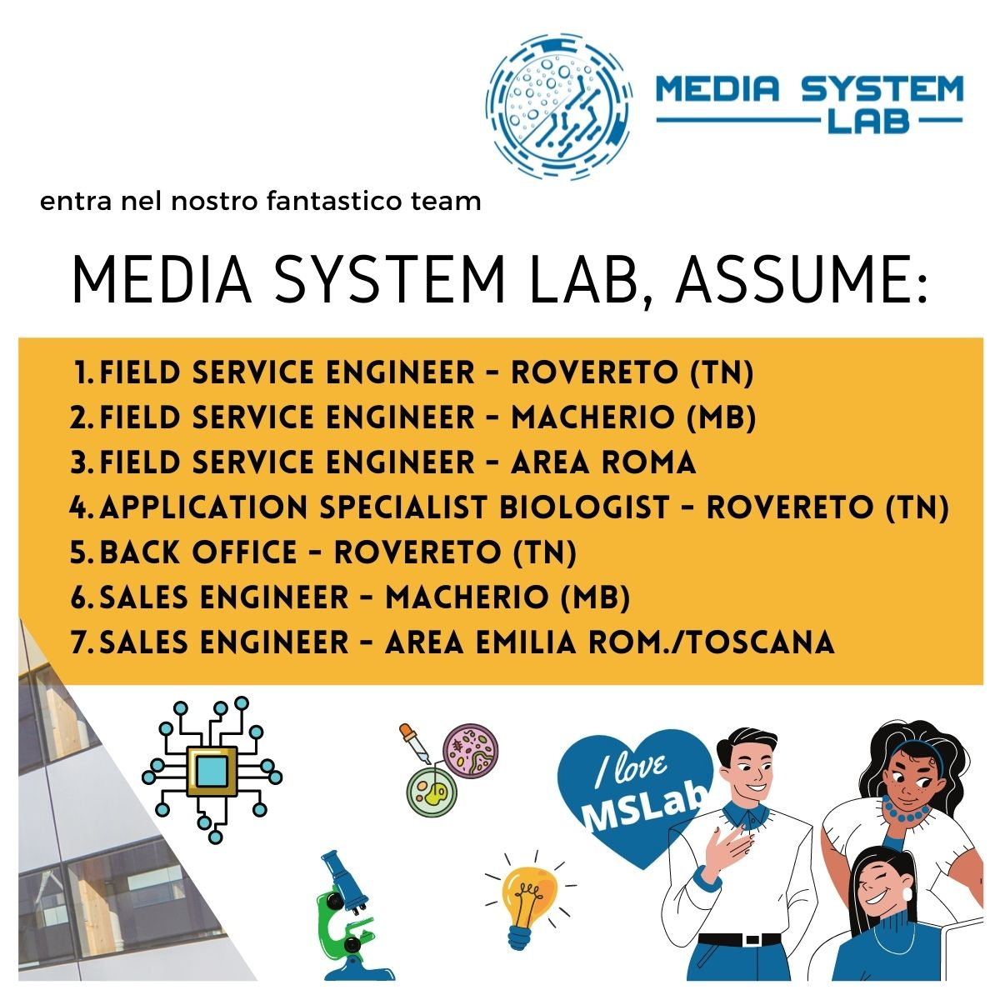 MEDIA SYSTEM
LAB
entra nel nostro fantastico team
MEDIA SYSTEM LAB, ASSUME:
1. FIELD SERVICE ENGINEER - ROVERETO (TN)
2. FIELD SERVICE ENGINEER - MACHERIO (MB)
3. FIELD SERVICE ENGINEER - AREA ROMA
4. APPLICATION SPECIALIST BIOLOGIST - ROVERETO (TN)
5. BACK OFFICE - ROVERETO (TN)
6. SALES ENGINEER - MACHERIO (MB)
7. SALES ENGINEER - AREA EMILIA ROM./TOSCANA
I love
MSLab